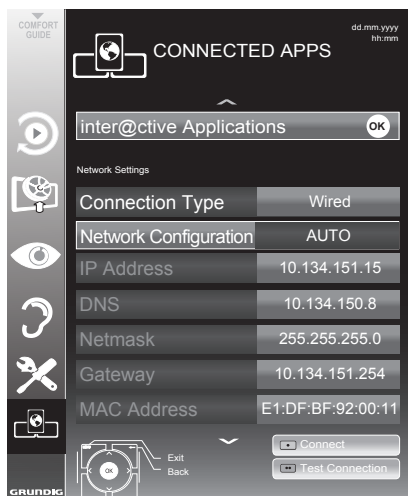 COMFORT
GUIDE
dd.mm.yyyy
hh:mm
CONNECTED APPS
inter@ctive Applications OK
Network Settings
Connection Type Wired
Network Configuration AUTO
IP Address 10.134.151.15
DNS 10.134.150.8
Netmask 255.255.255.0
Gateway 10.134.151.254
MAC Address E1:DF:BF:92:00:11
Exit
Back
OK
Connect
Test Connection
GRUNDIG